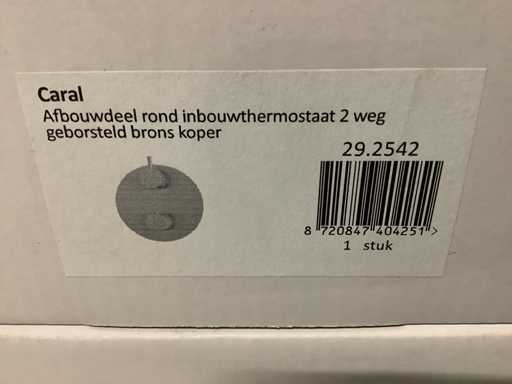 Caral
Afbouwdeel rond inbouwthermostaat 2 weg
geborsteld brons koper
29.2542
8 720847 404251 >
1 stuk